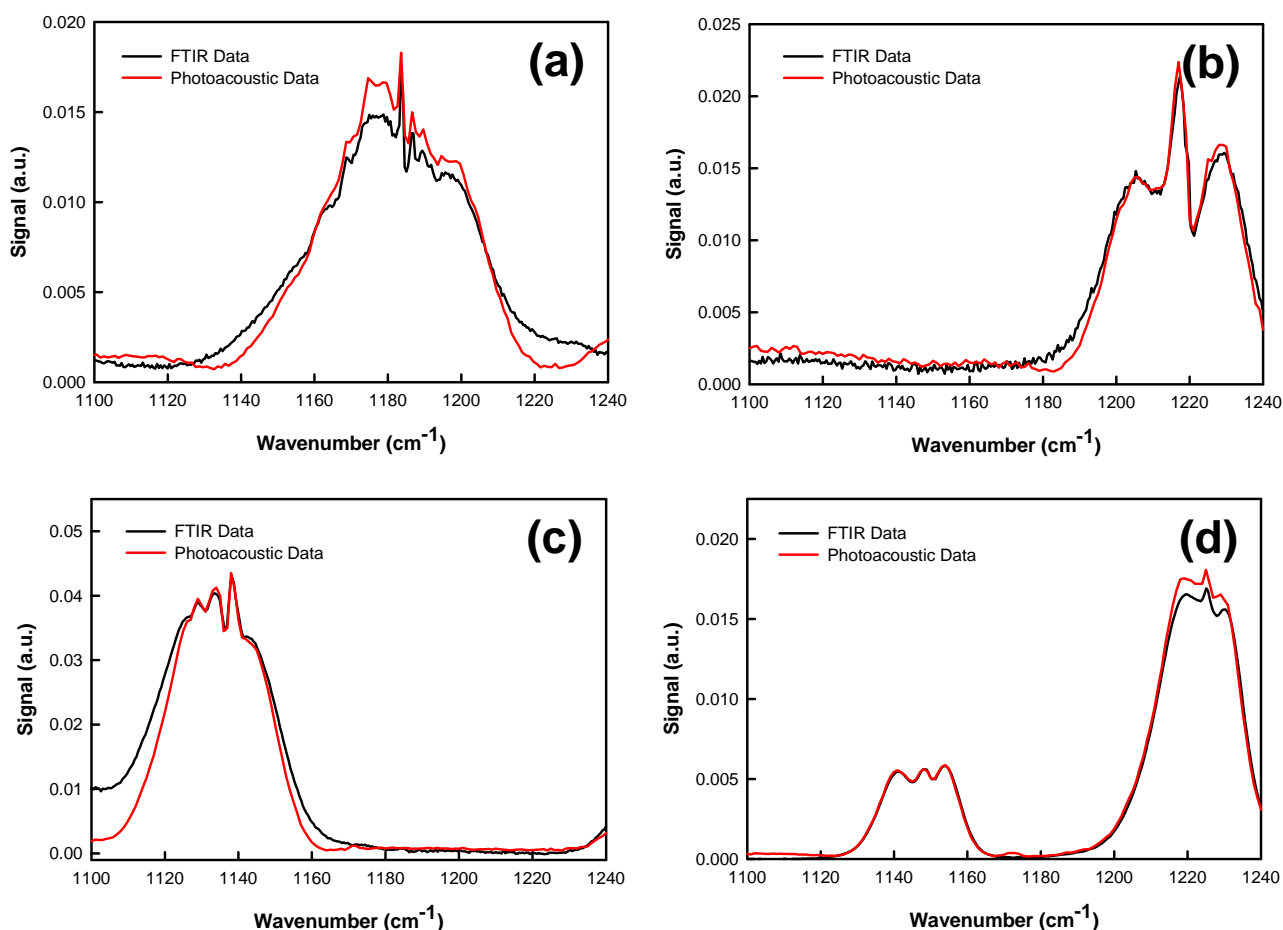 (a)
FTIR Data
Photoacoustic Data
Signal (a.u.)
0.020
0.015
0.010
0.005
0.000
1100 1120 1140 1160 1180 1200 1220 1240
Wavenumber (cm-1)
(b)
FTIR Data
Photoacoustic Data
Signal (a.u.)
0.025
0.020
0.015
0.010
0.005
0.000
1100 1120 1140 1160 1180 1200 1220 1240
Wavenumber (cm-1)
(c)
FTIR Data
Photoacoustic Data
Signal (a.u.)
0.05
0.04
0.03
0.02
0.01
0.00
1100 1120 1140 1160 1180 1200 1220 1240
Wavenumber (cm-1)
(d)
FTIR Data
Photoacoustic Data
Signal (a.u.)
0.020
0.015
0.010
0.005
0.000
1100 1120 1140 1160 1180 1200 1220 1240
Wavenumber (cm-1)